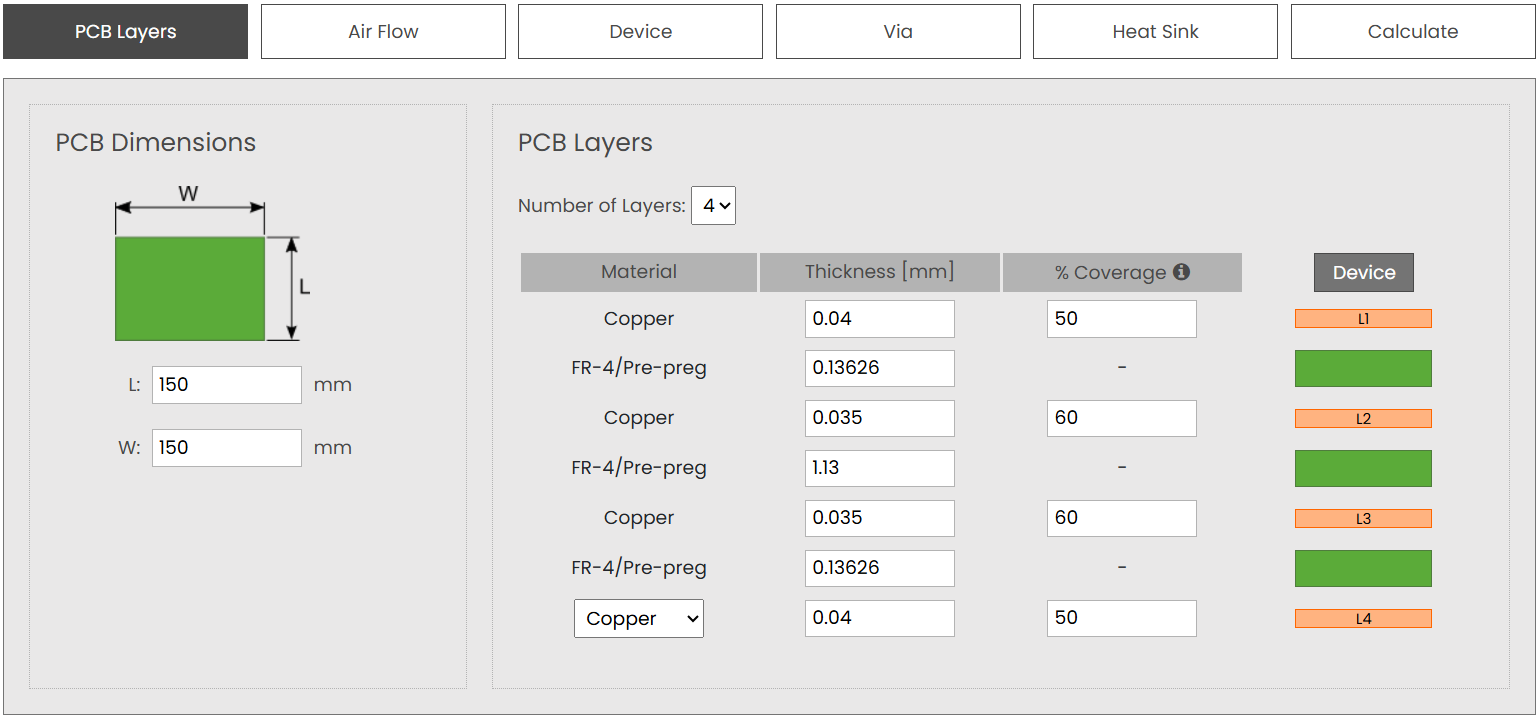 PCB Layers Air Flow Device Via Heat Sink Calculate
PCB Dimensions
W
L
L: 150 mm
W: 150 mm
PCB Layers
Number of Layers: 4
Material Thickness [mm] % Coverage Device
Copper 0.04 50 L1
FR-4/Pre-preg 0.13626 -
Copper 0.035 60 L2
FR-4/Pre-preg 1.13 -
Copper 0.035 60 L3
FR-4/Pre-preg 0.13626 -
Copper 0.04 50 L4